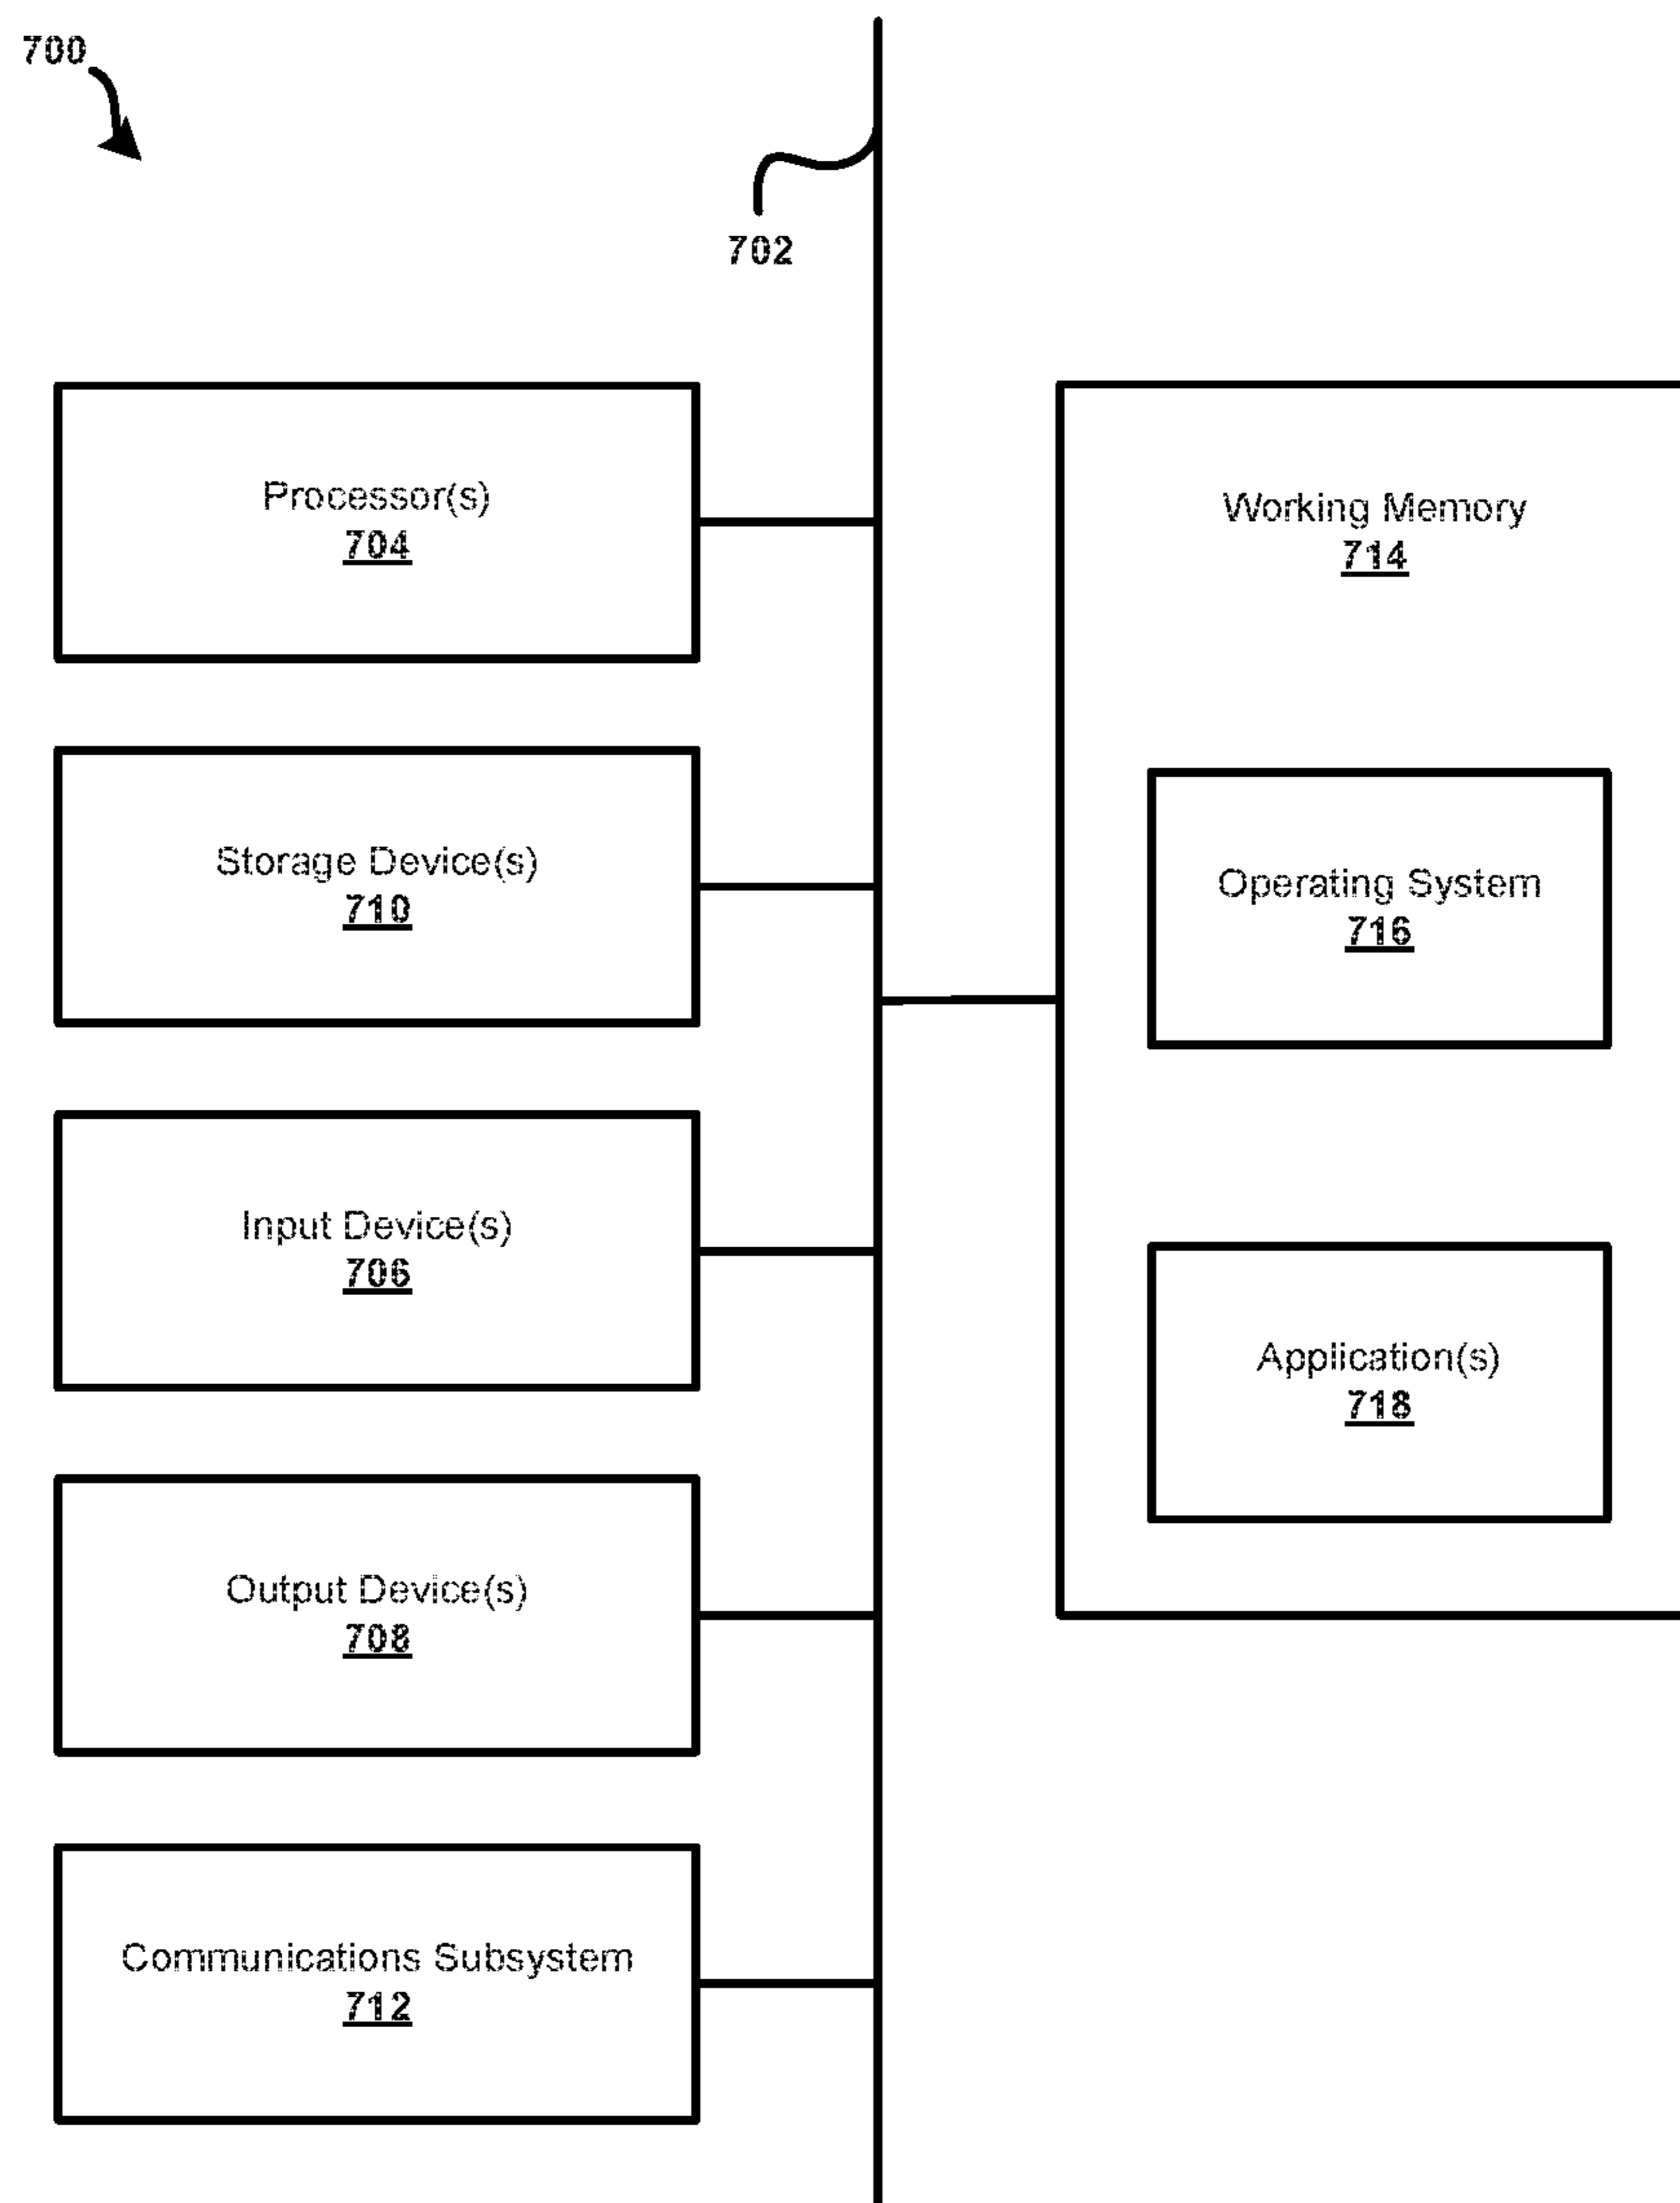 700
702
Processor(s)
704
Storage Device(s)
710
Input Device(s)
706
Output Device(s)
708
Communications Subsystem
712
Working Memory
714
Operating System
716
Application(s)
718